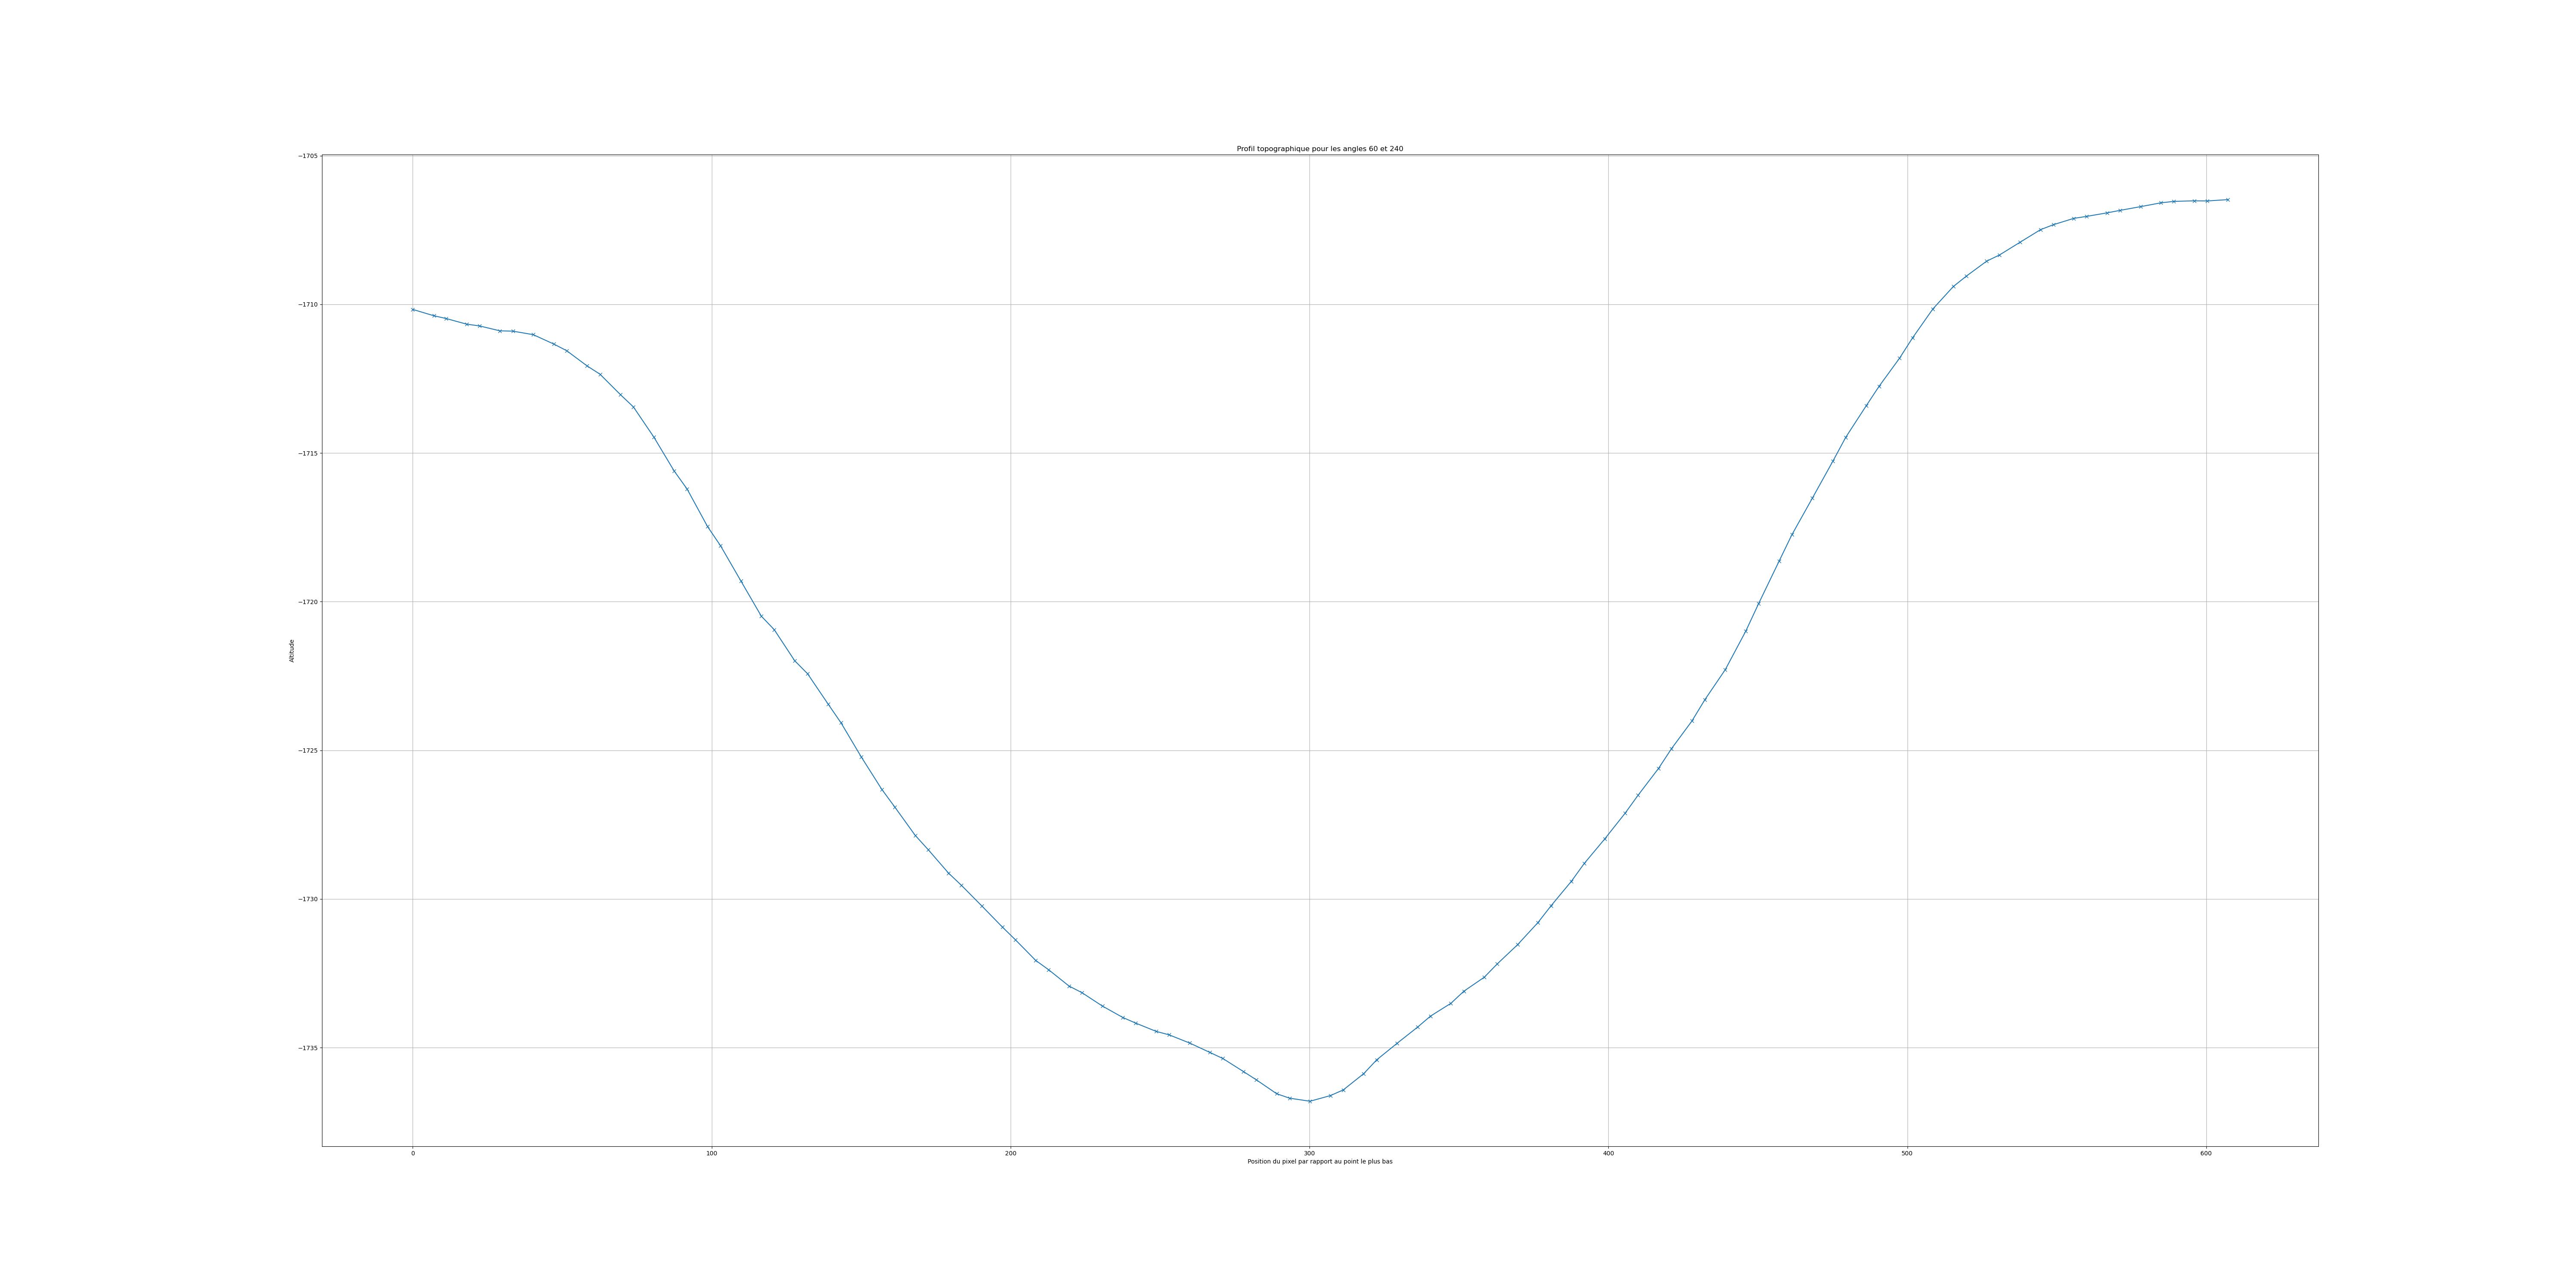 Profil topographique pour les angles 60 et 240
−1705
−1710
−1715
−1720
−1725
−1730
−1735
Altitude
0 100 200 300 400 500 600
Position du pixel par rapport au point le plus bas